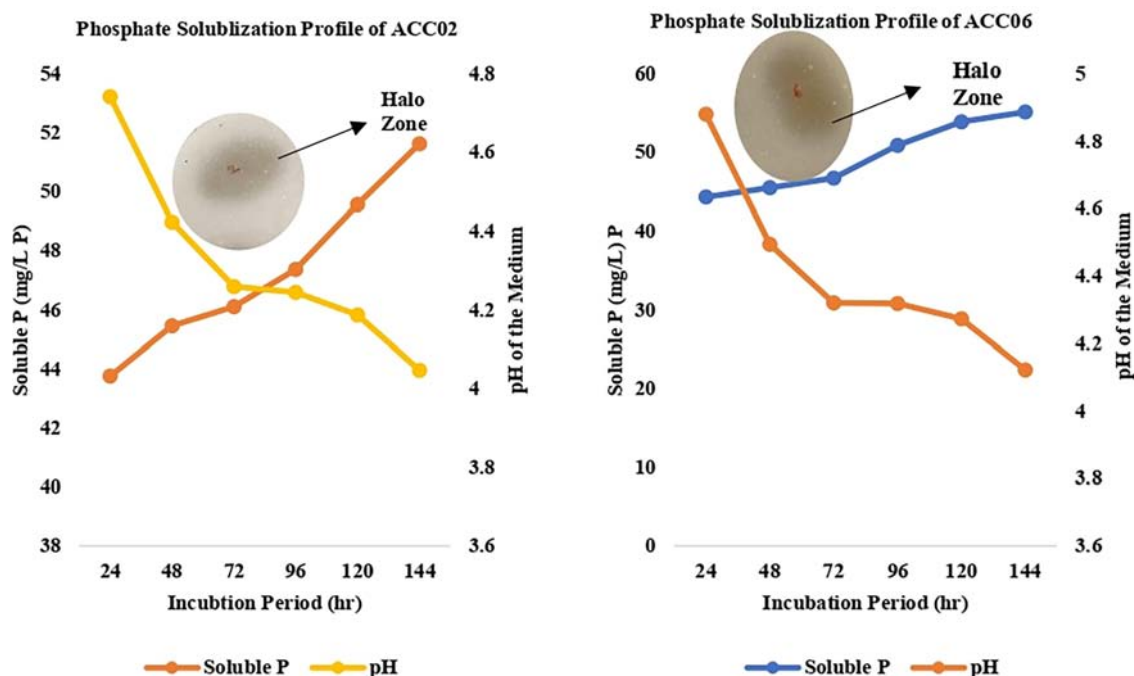 Phosphate Solublization Profile of ACC02
54
52
50
48
46
44
42
40
38
Soluble P (mg/L P)
4.8
4.6
4.4
4.2
4
3.8
3.6
pH of the Medium
Halo
Zone
24 48 72 96 120 144
Incubtion Period (hr)
Soluble P pH
Phosphate Solublization Profile of ACC06
60
50
40
30
20
10
0
Soluble P (mg/L) P
5
4.8
4.6
4.4
4.2
4
3.8
3.6
pH of the Medium
Halo
Zone
24 48 72 96 120 144
Incubation Period (hr)
Soluble P pH